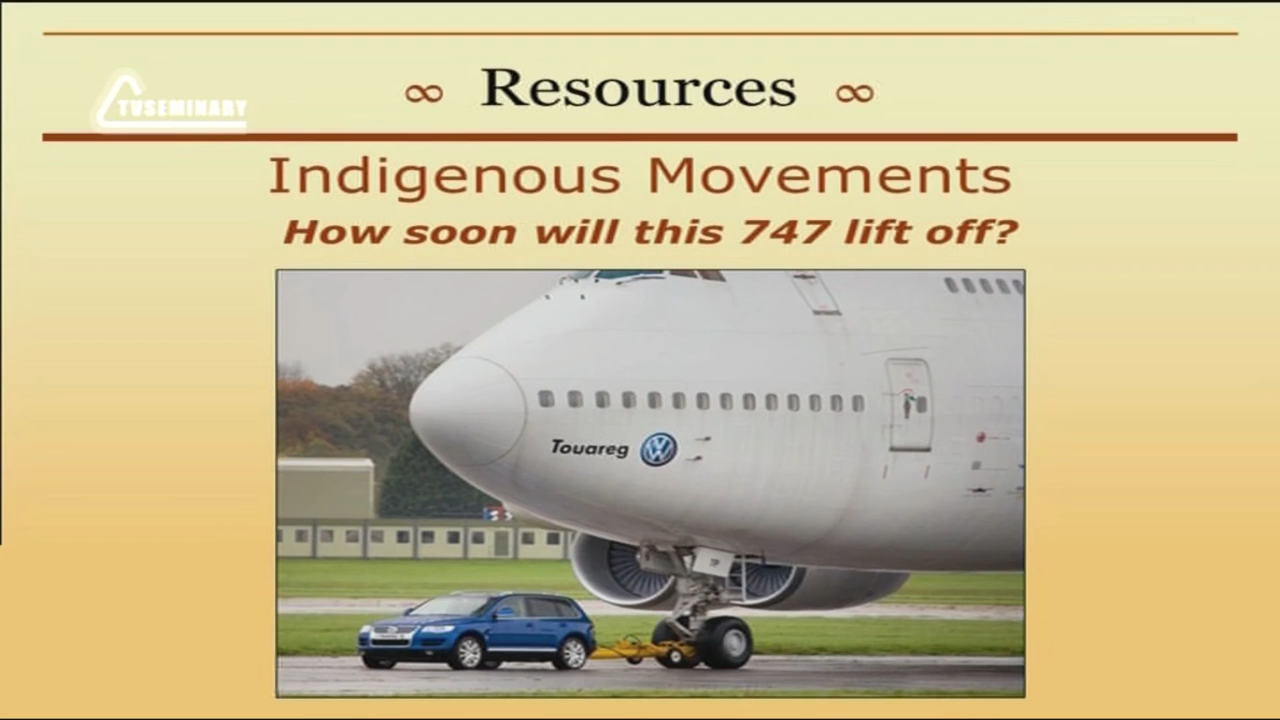 TVSEMINARY
∞ Resources ∞
Indigenous Movements
How soon will this 747 lift off?
Touareg